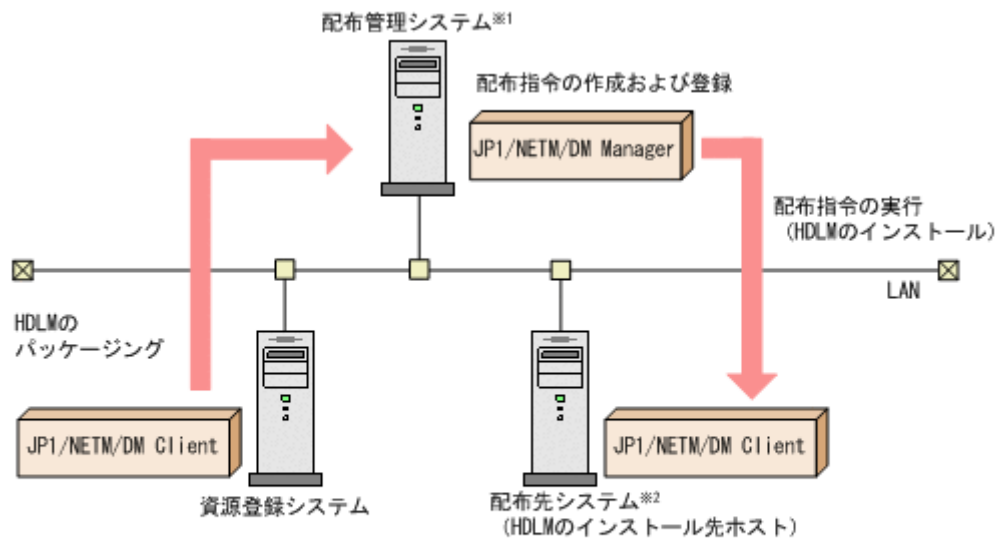 配布管理システム※1
配布指令の作成および登録
JP1/NETM/DM Manager
配布指令の実行
（HDLMのインストール）
LAN
HDLMの
パッケージング
JP1/NETM/DM Client
資源登録システム
JP1/NETM/DM Client
配布先システム※2
（HDLMのインストール先ホスト）